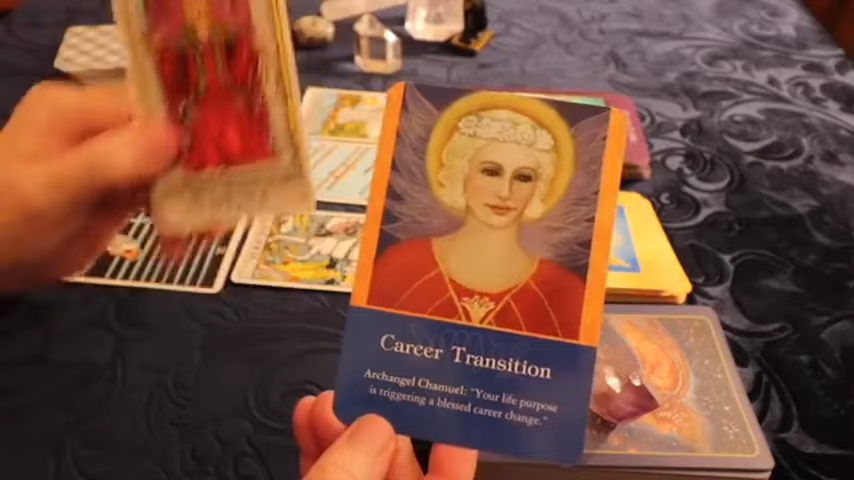 Career Transition
Archangel Chamuel: "Your life purpose
is triggering a blessed career change."